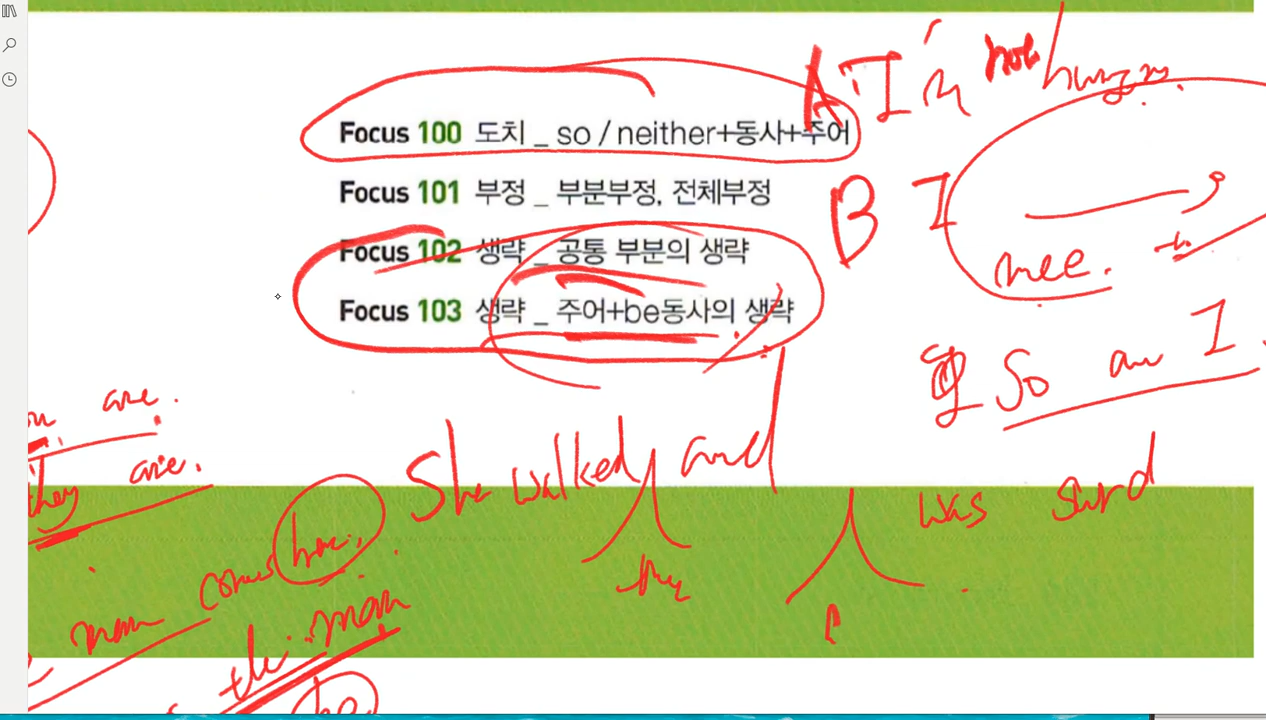 Focus 100 도치 _ so / neither+동사+주어
Focus 101 부정 _ 부분부정, 전체부정
Focus 102 생략 _ 공통 부분의 생략
Focus 103 생략 _ 주어+be동사의 생략
A I'm not hungry.
B I
nee.
So am I.
are.
they are.
She walked and
was
man comes
the man